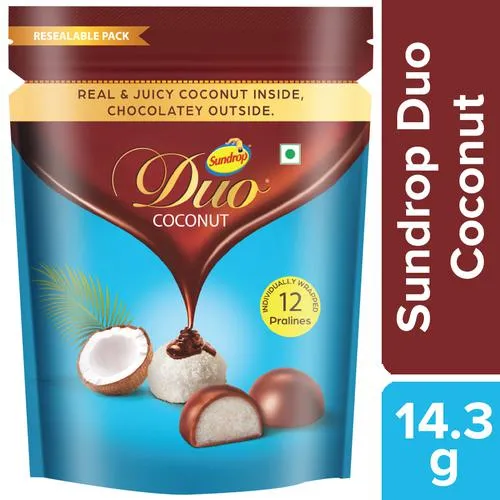 RESEALABLE PACK
REAL & JUICY COCONUT INSIDE,
CHOCOLATEY OUTSIDE.
Sundrop
Duo
COCONUT
INDIVIDUALLY WRAPPED
12
Pralines
Sundrop Duo
Coconut
14.3
g